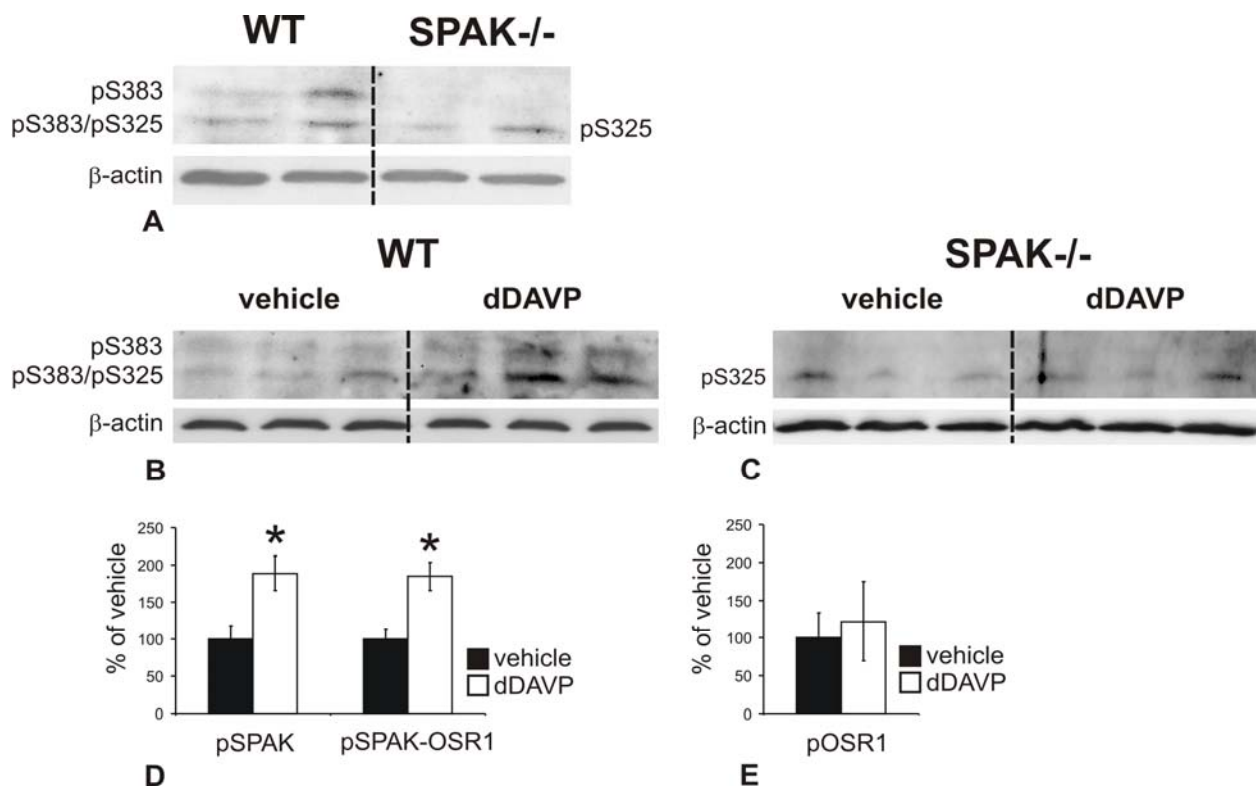 WT SPAK-/-
pS383
pS383/pS325 pS325
β-actin
A
WT SPAK-/-
vehicle dDAVP vehicle dDAVP
pS383
pS383/pS325 pS325
β-actin β-actin
B C
% of vehicle
250
200
150
100
50
0
* *
vehicle
dDAVP
pSPAK pSPAK-OSR1
D
% of vehicle
250
200
150
100
50
0
vehicle
dDAVP
pOSR1
E